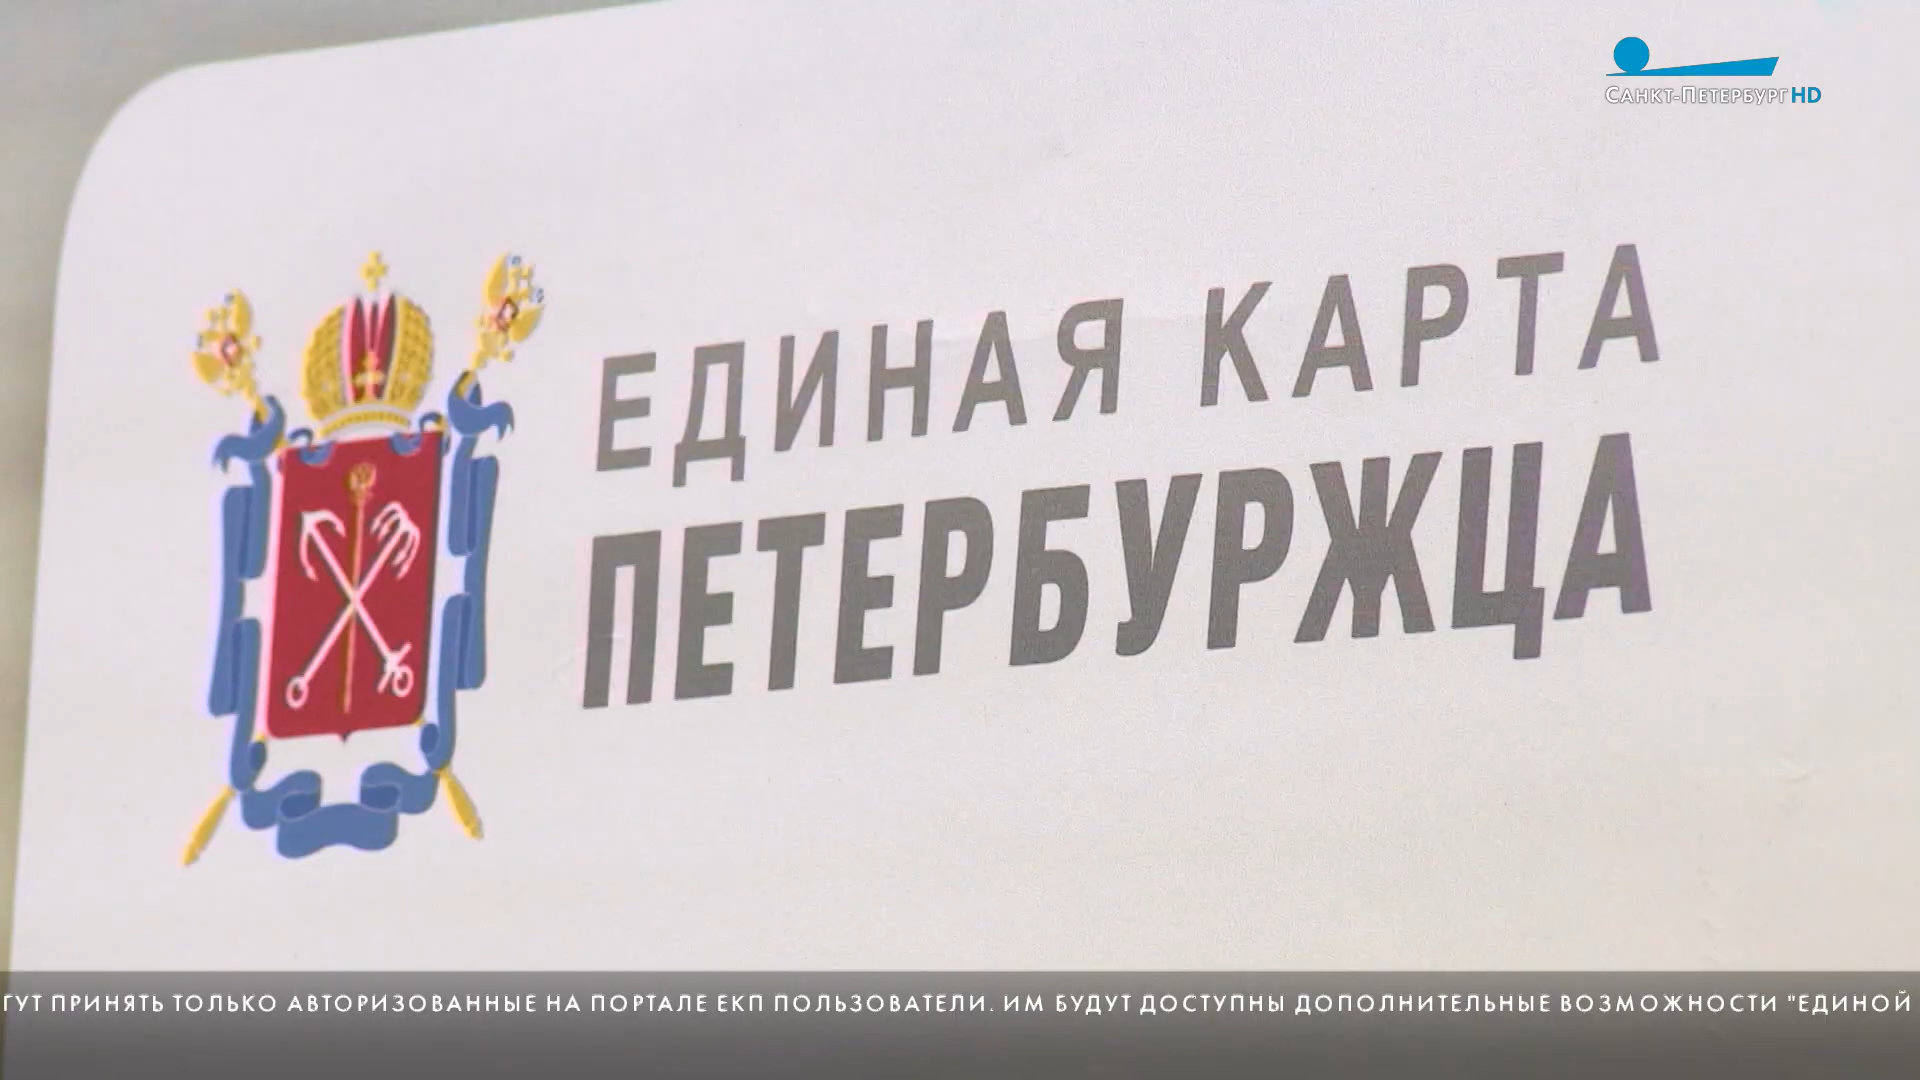 САНКТ-ПЕТЕРБУРГ HD
ЕДИНАЯ КАРТА
ПЕТЕРБУРЖЦА
ГУТ ПРИНЯТЬ ТОЛЬКО АВТОРИЗОВАННЫЕ НА ПОРТАЛЕ ЕКП ПОЛЬЗОВАТЕЛИ. ИМ БУДУТ ДОСТУПНЫ ДОПОЛНИТЕЛЬНЫЕ ВОЗМОЖНОСТИ "ЕДИНОЙ